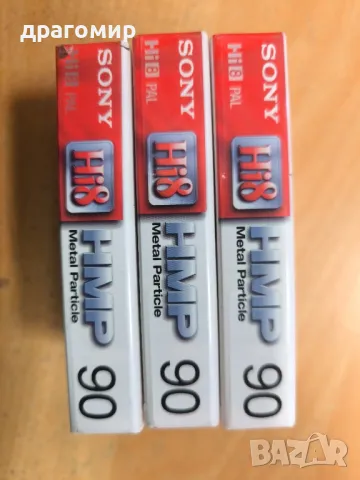 драгомир
SONY
Hi8 PAL
Hi8
HMP
Metal Particle
90
SONY
Hi8 PAL
Hi8
HMP
Metal Particle
90
SONY
Hi8 PAL
Hi8
HMP
Metal Particle
90
BAZAR